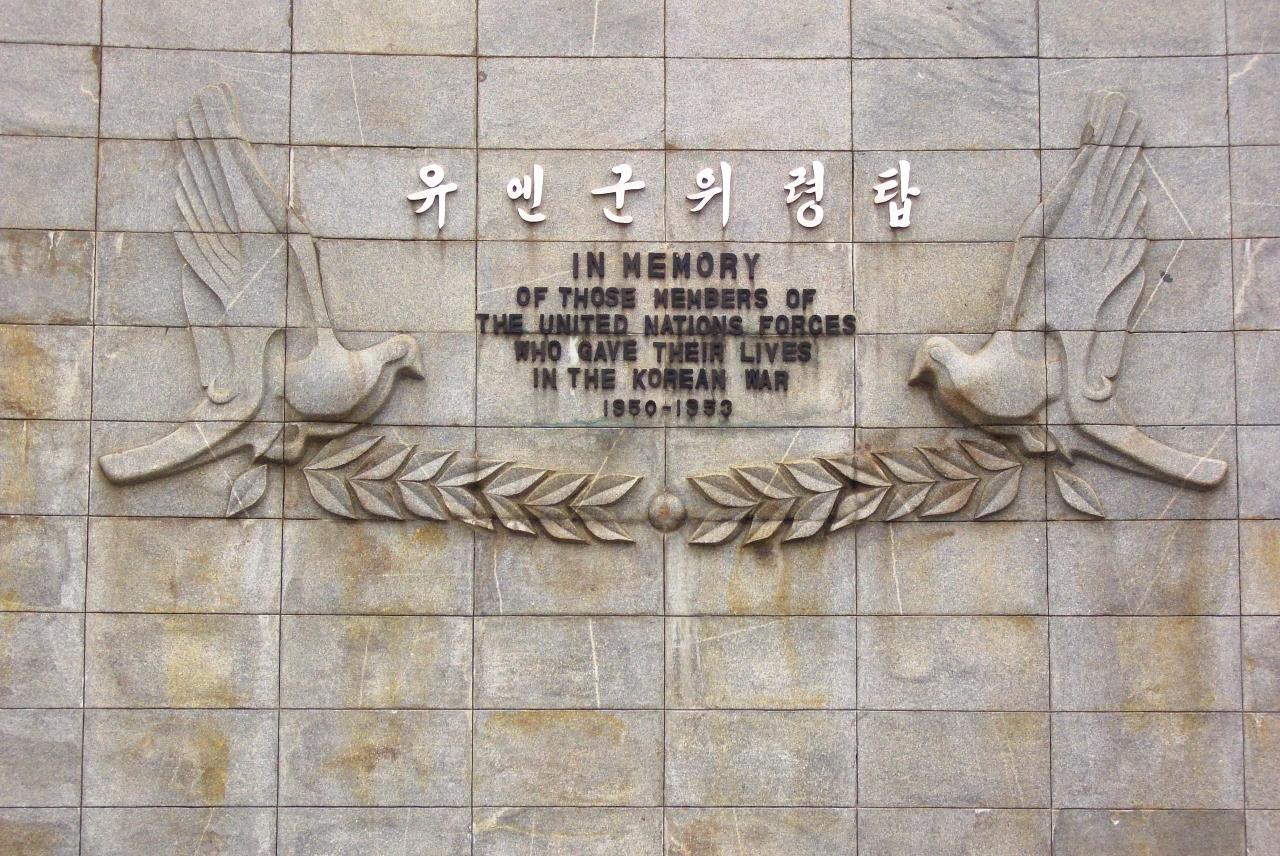 유엔군위령탑
IN MEMORY
OF THOSE MEMBERS OF
THE UNITED NATIONS FORCES
WHO GAVE THEIR LIVES
IN THE KOREAN WAR
1950-1953